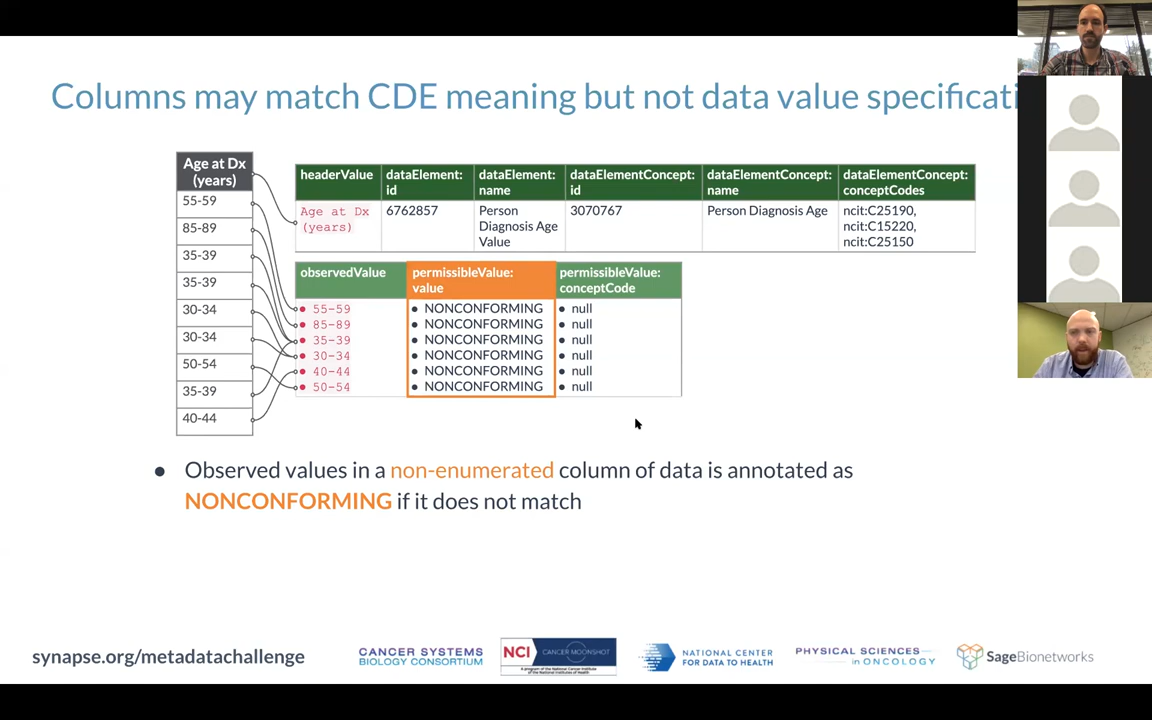 Columns may match CDE meaning but not data value specificati
Age at Dx
(years)
55-59
85-89
35-39
35-39
30-34
30-34
50-54
35-39
40-44
headerValue
dataElement:
id
dataElement:
name
dataElementConcept:
id
dataElementConcept:
name
dataElementConcept:
conceptCodes
Age at Dx
(years)
6762857
Person
Diagnosis Age
Value
3070767
Person Diagnosis Age
ncit:C25190,
ncit:C15220,
ncit:C25150
observedValue
permissibleValue:
value
permissibleValue:
conceptCode
• 55-59 • NONCONFORMING • null
• 85-89 • NONCONFORMING • null
• 35-39 • NONCONFORMING • null
• 30-34 • NONCONFORMING • null
• 40-44 • NONCONFORMING • null
• 50-54 • NONCONFORMING • null
• Observed values in a non-enumerated column of data is annotated as
NONCONFORMING if it does not match
synapse.org/metadatachallenge
CANCER SYSTEMS
BIOLOGY CONSORTIUM
NCI CANCER MOONSHOT
A program of the National Cancer Institute
of the National Institutes of Health
NATIONAL CENTER
FOR DATA TO HEALTH
PHYSICAL SCIENCES
in ONCOLOGY
SageBionetworks